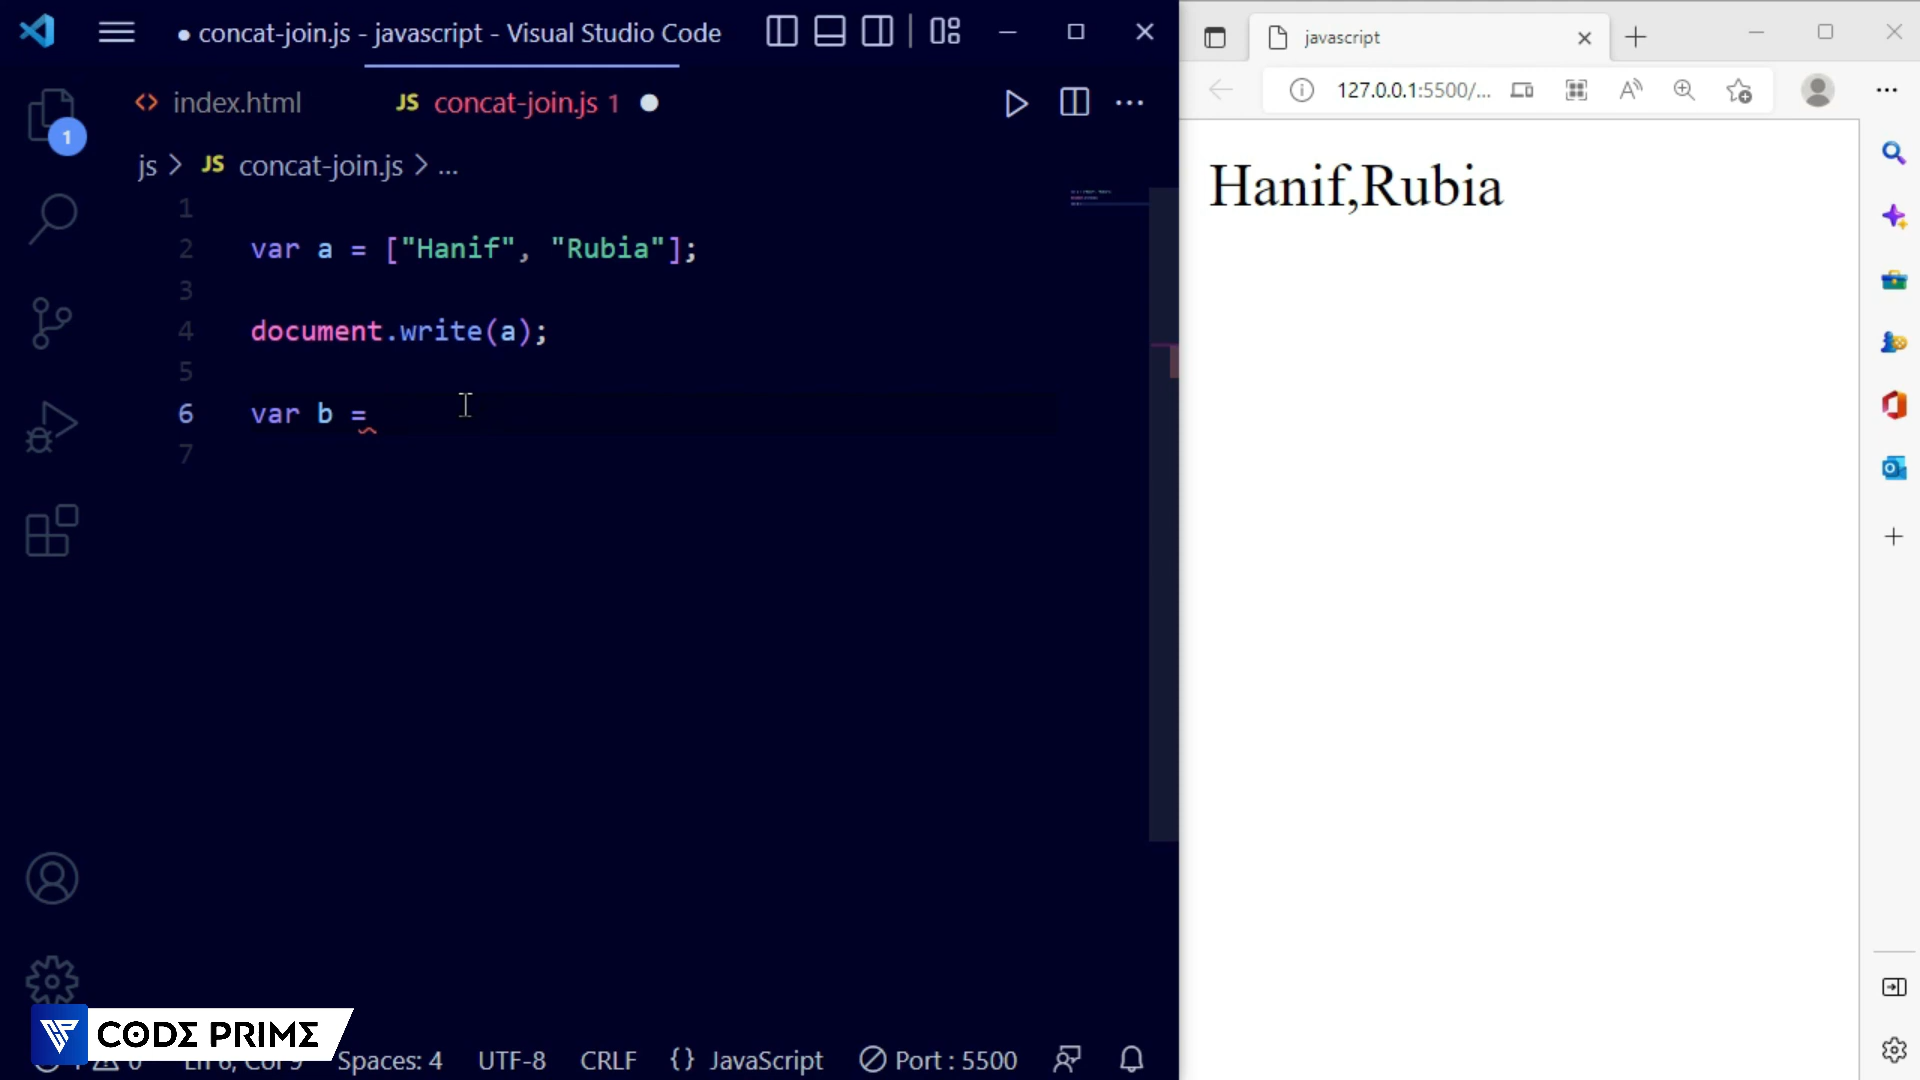 concat-join.js - javascript - Visual Studio Code
index.html
JS concat-join.js 1
js > JS concat-join.js > ...
1
2 var a = ["Hanif", "Rubia"];
3
4 document.write(a);
5
6 var b =
7
1
CODΣ PRIMΣ
Spaces: 4 UTF-8 CRLF {} JavaScript Port : 5500
javascript
127.0.0.1:5500/...
Hanif,Rubia